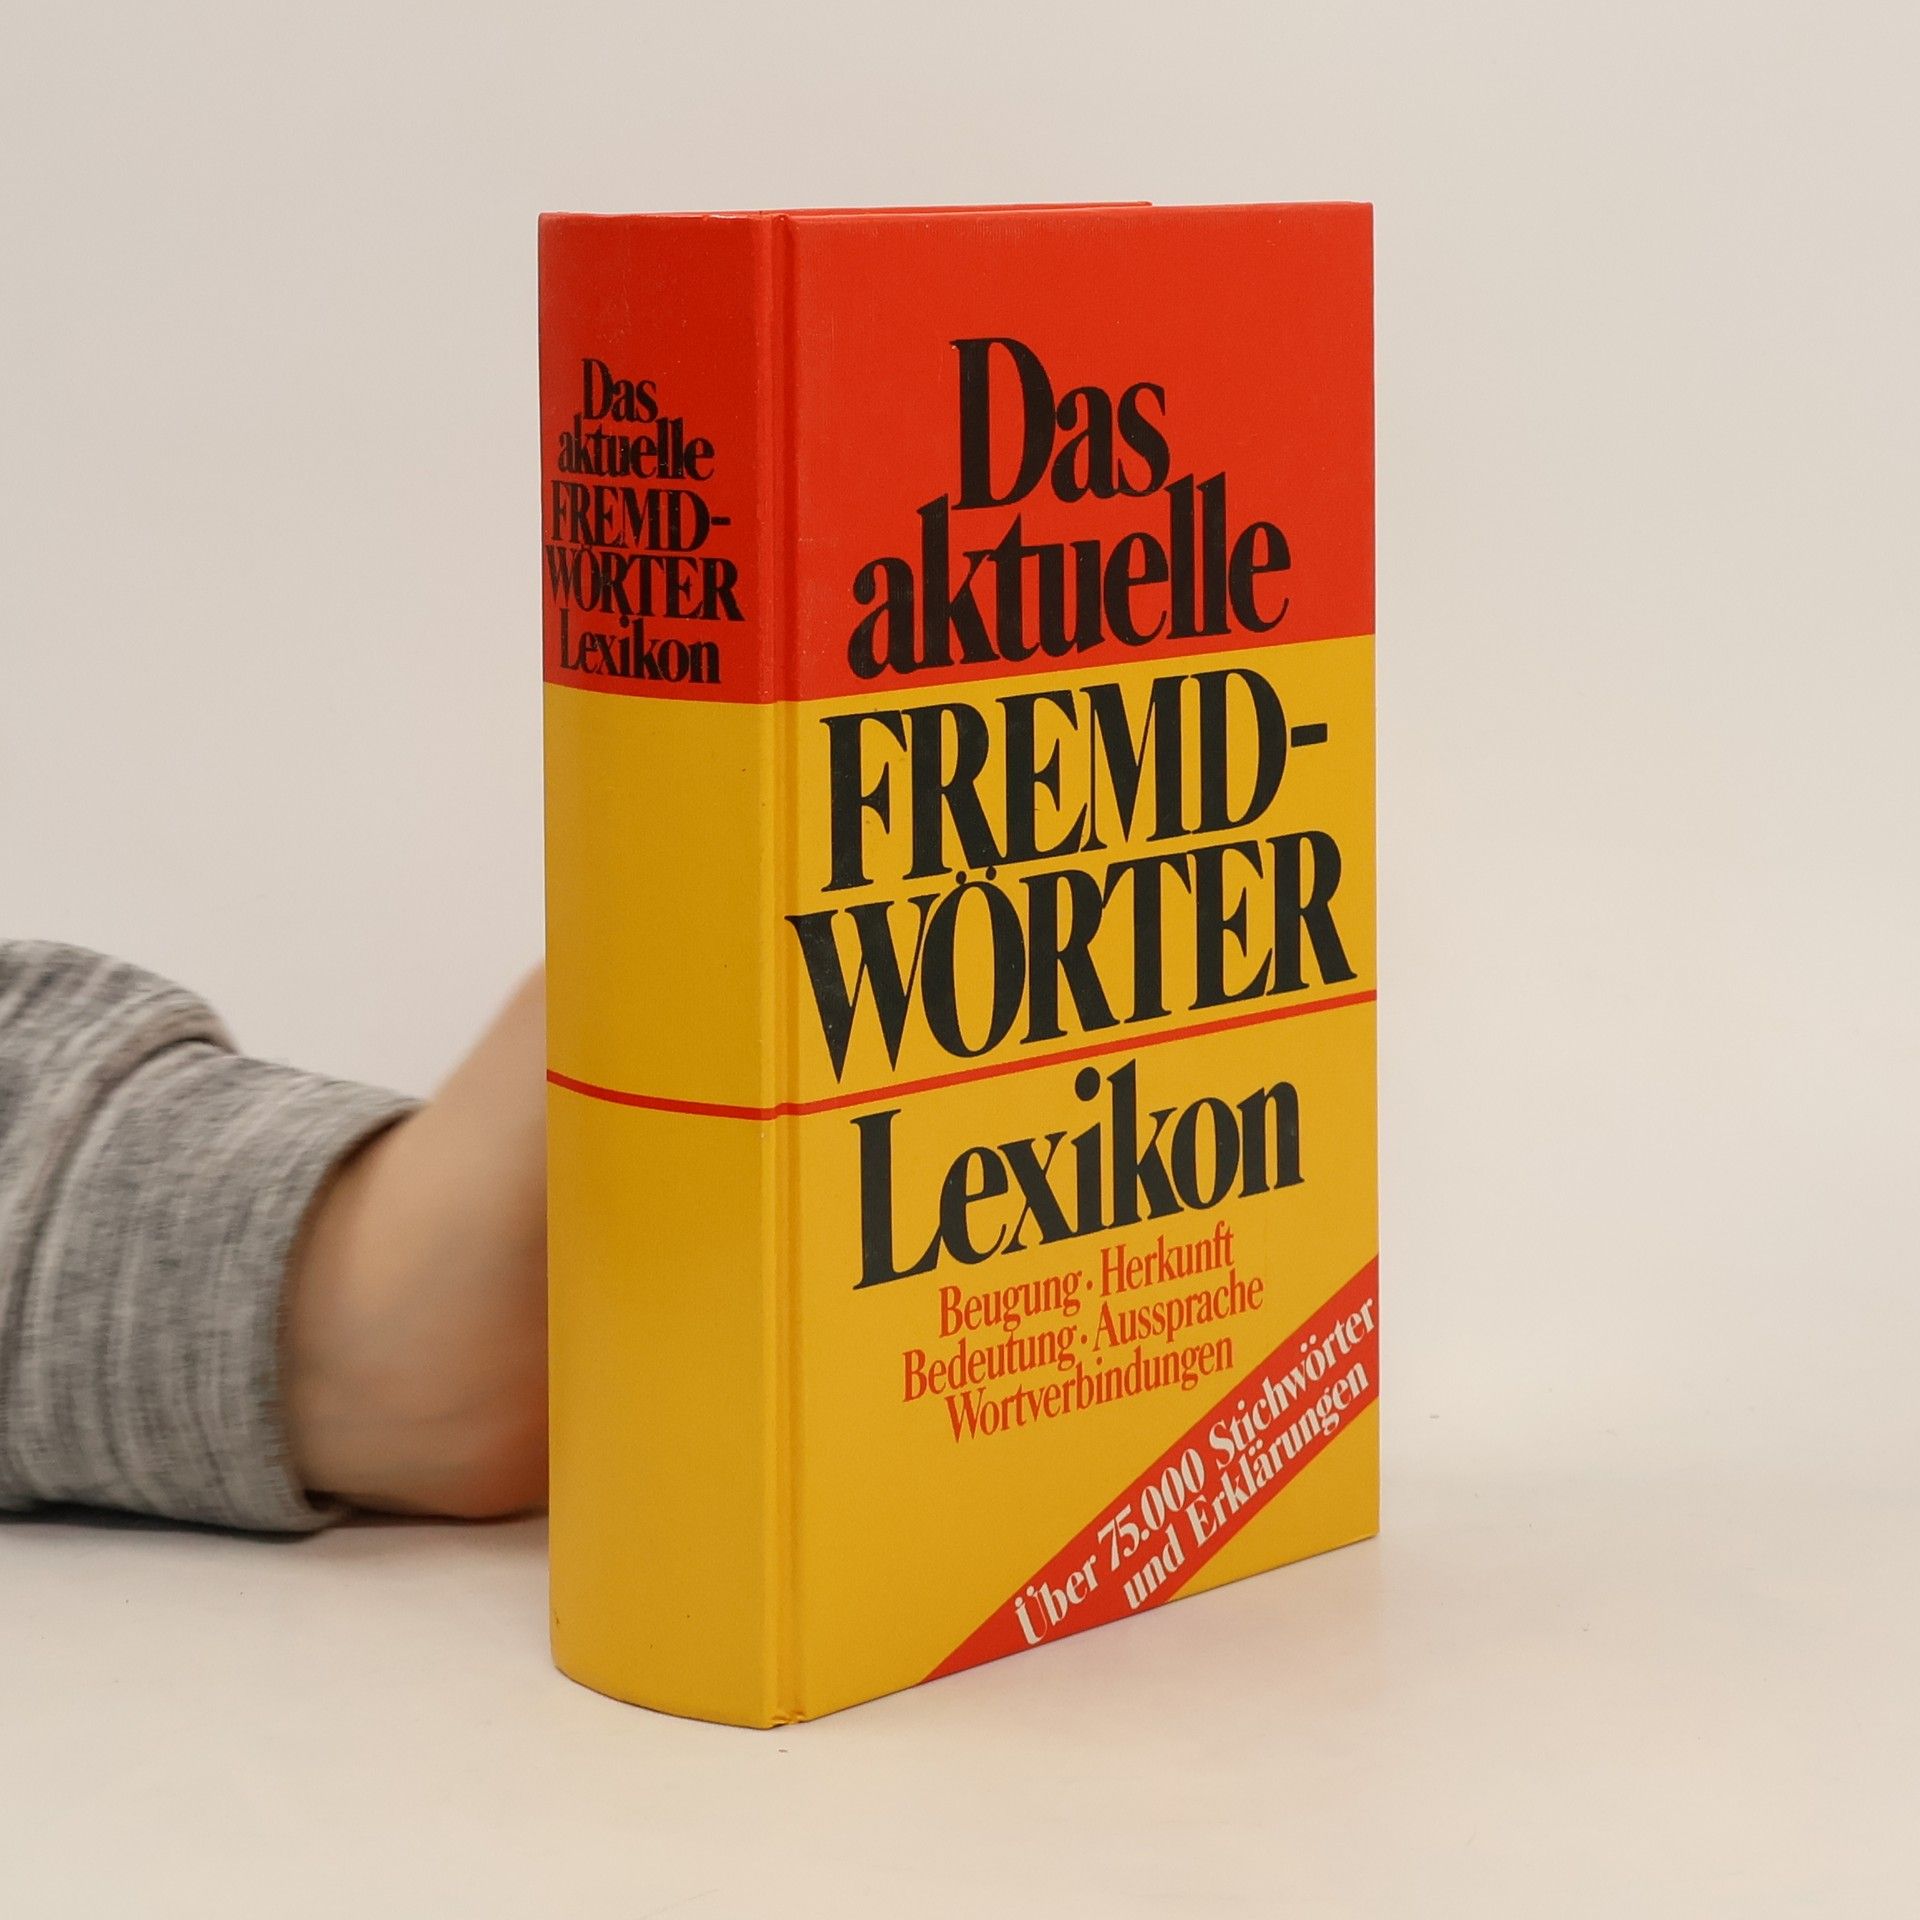 Das
aktuelle
FREMD-
WÖRTER
Lexikon
Das
aktuelle
FREMD-
WÖRTER
Lexikon
Beugung · Herkunft
Bedeutung · Aussprache
Wortverbindungen
Über 75.000 Stichwörter
und Erklärungen